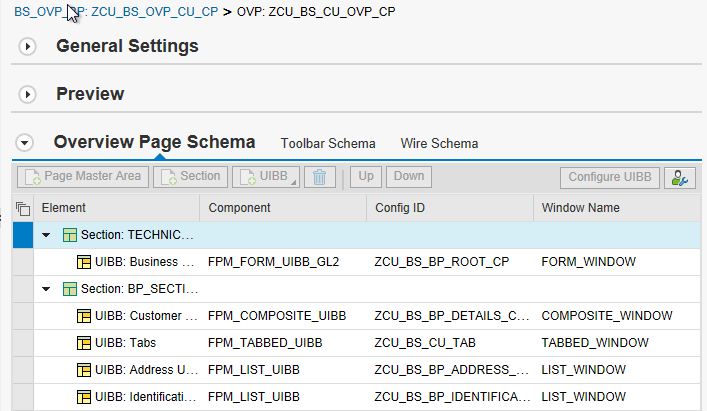 BS_OVP_CP: ZCU_BS_OVP_CU_CP > OVP: ZCU_BS_CU_OVP_CP
General Settings
Preview
Overview Page Schema Toolbar Schema Wire Schema
Page Master Area Section UIBB Up Down Configure UIBB
Element Component Config ID Window Name
Section: TECHNIC...
UIBB: Business ... FPM_FORM_UIBB_GL2 ZCU_BS_BP_ROOT_CP FORM_WINDOW
Section: BP_SECTI...
UIBB: Customer ... FPM_COMPOSITE_UIBB ZCU_BS_BP_DETAILS_C... COMPOSITE_WINDOW
UIBB: Tabs FPM_TABBED_UIBB ZCU_BS_CU_TAB TABBED_WINDOW
UIBB: Address U... FPM_LIST_UIBB ZCU_BS_BP_ADDRESS_... LIST_WINDOW
UIBB: Identificati... FPM_LIST_UIBB ZCU_BS_BP_IDENTIFICA... LIST_WINDOW